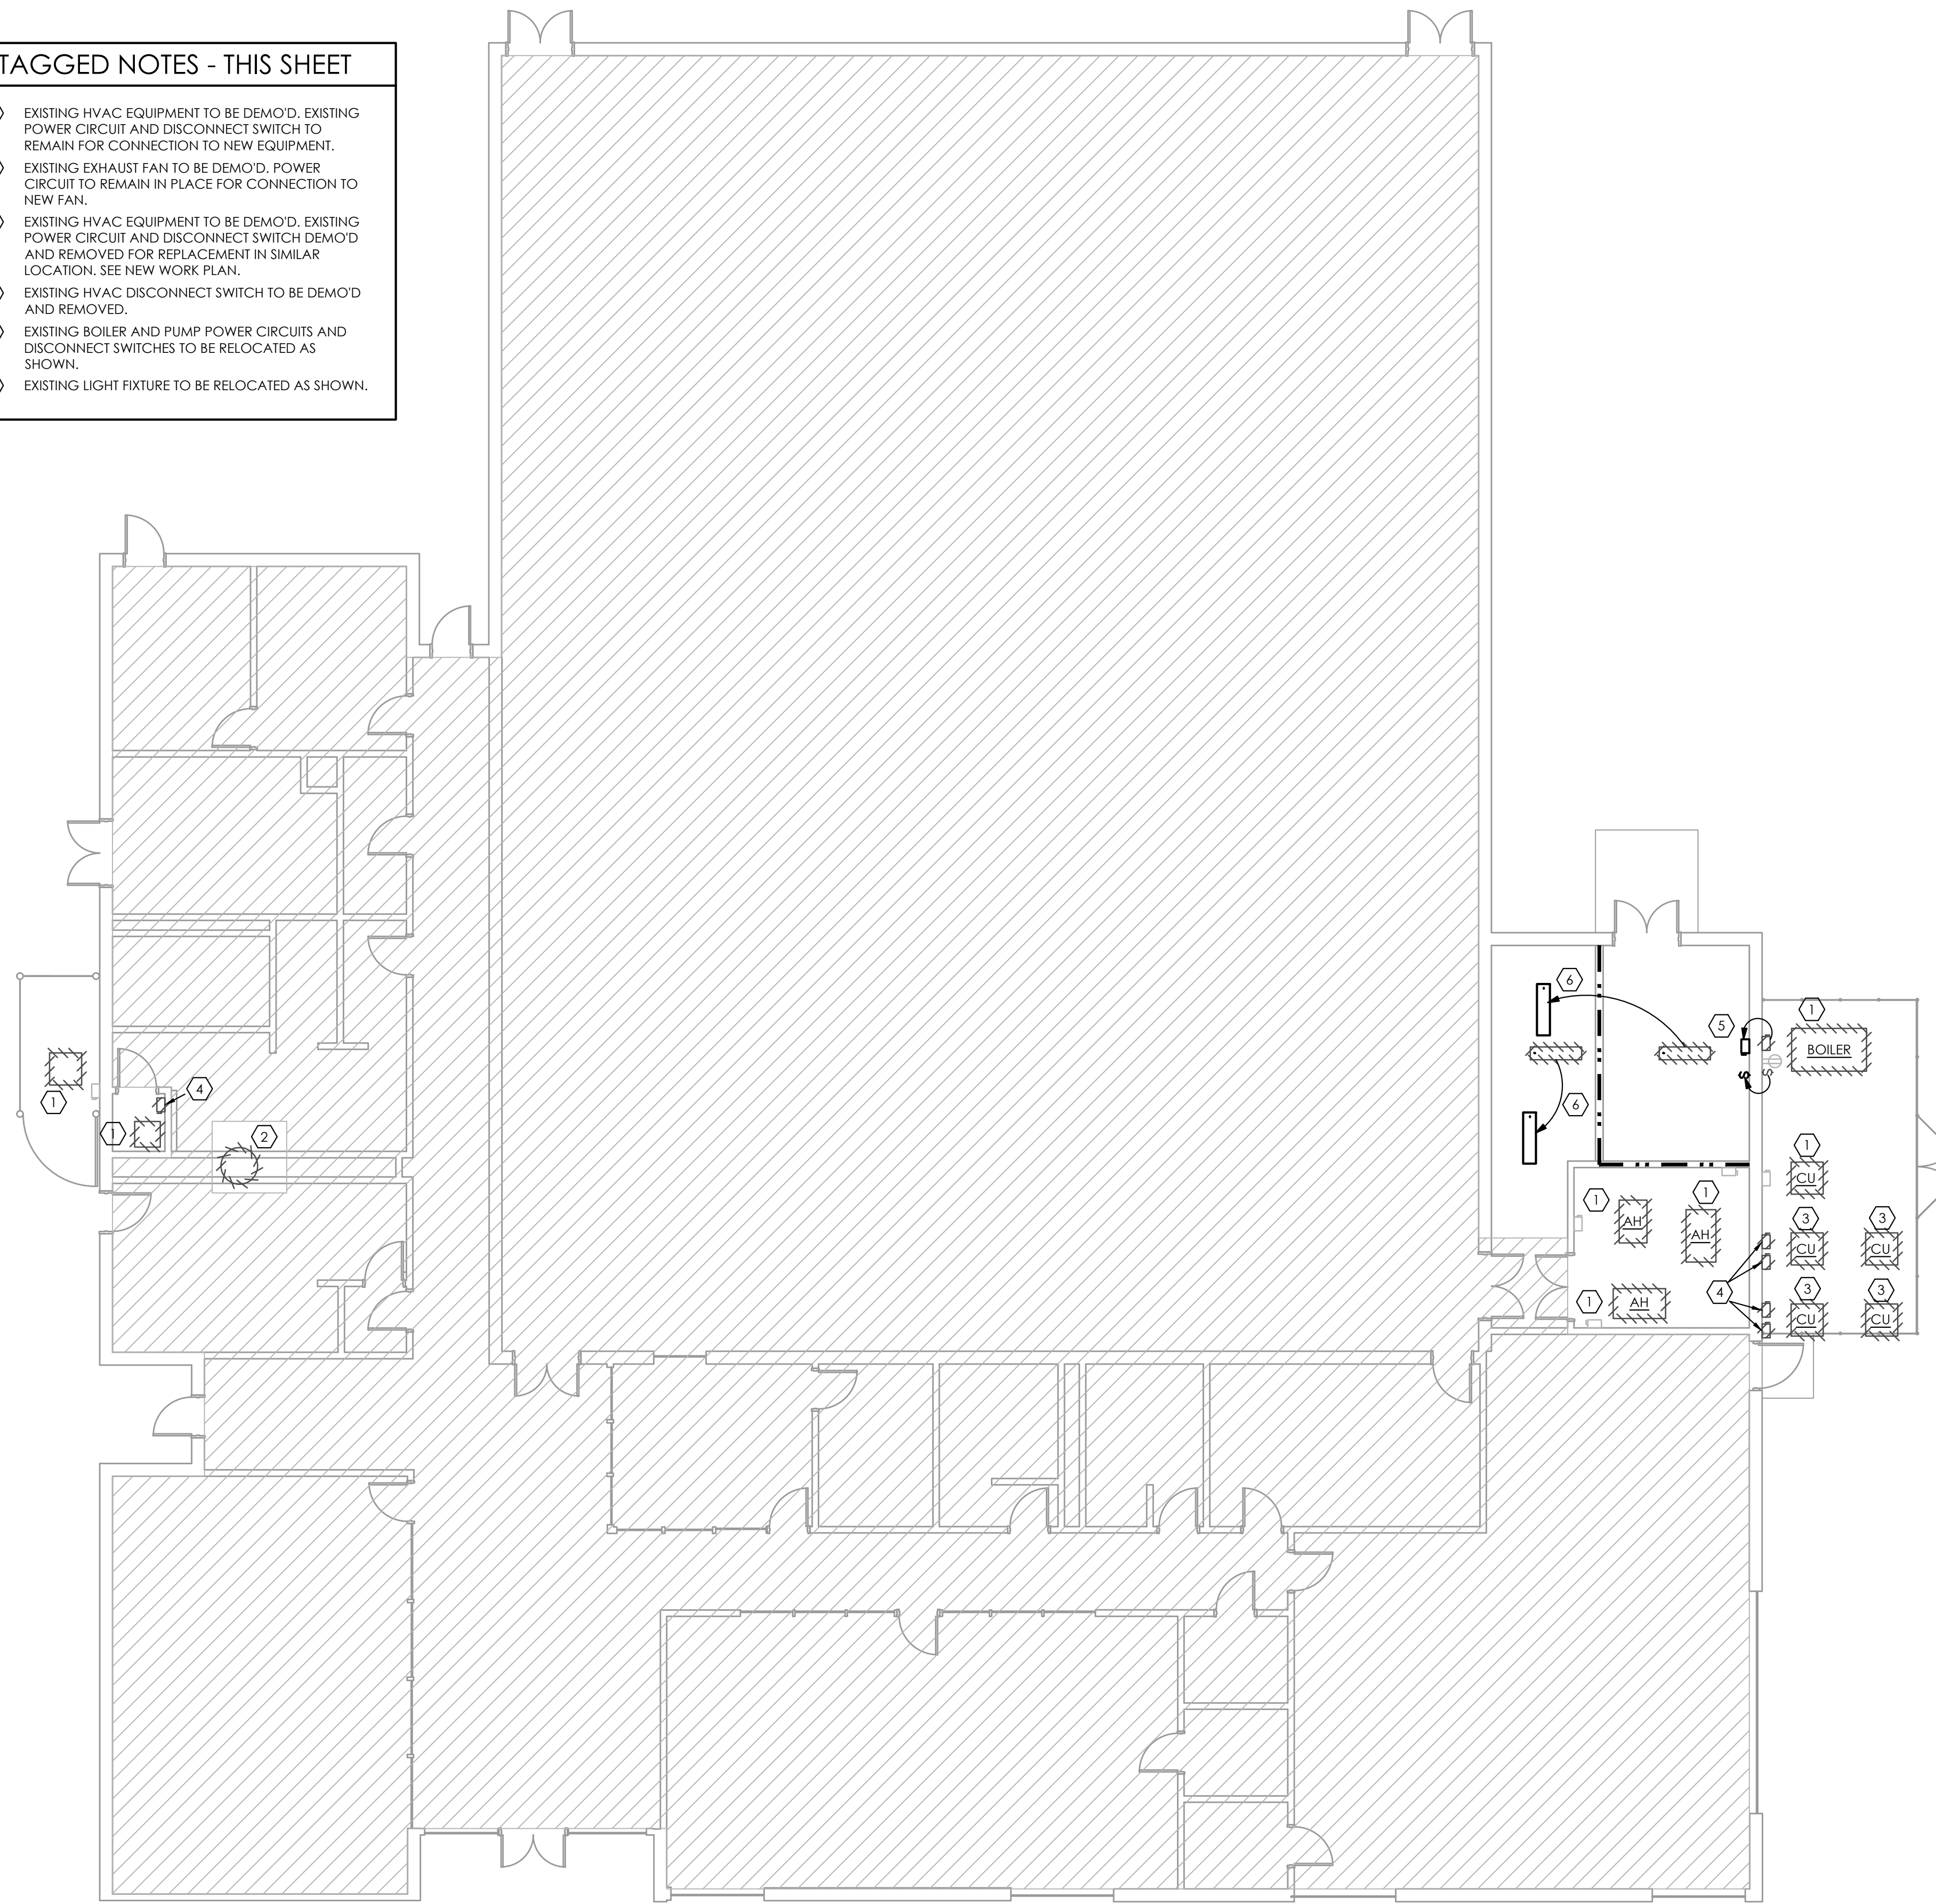 TAGGED NOTES - THIS SHEET
EXISTING HVAC EQUIPMENT TO BE DEMO'D. EXISTING
POWER CIRCUIT AND DISCONNECT SWITCH TO
REMAIN FOR CONNECTION TO NEW EQUIPMENT.
EXISTING EXHAUST FAN TO BE DEMO'D. POWER
CIRCUIT TO REMAIN IN PLACE FOR CONNECTION TO
NEW FAN.
EXISTING HVAC EQUIPMENT TO BE DEMO'D. EXISTING
POWER CIRCUIT AND DISCONNECT SWITCH DEMO'D
AND REMOVED FOR REPLACEMENT IN SIMILAR
LOCATION. SEE NEW WORK PLAN.
EXISTING HVAC DISCONNECT SWITCH TO BE DEMO'D
AND REMOVED.
EXISTING BOILER AND PUMP POWER CIRCUITS AND
DISCONNECT SWITCHES TO BE RELOCATED AS
SHOWN.
EXISTING LIGHT FIXTURE TO BE RELOCATED AS SHOWN.
6
1
5
BOILER
$
$
4
1
6
1
2
1
CU
1
1
AH
AH
3
3
CU
CU
4
1
AH
3
3
CU
CU